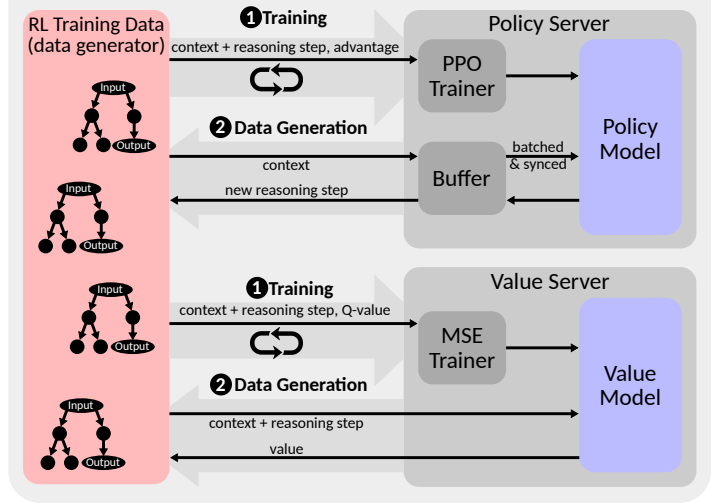 RL Training Data
(data generator)
Input
Output
Input
Output
Input
Output
Input
Output
1 Training
context + reasoning step, advantage
2 Data Generation
context
new reasoning step
Policy Server
PPO
Trainer
Buffer
batched
& synced
Policy
Model
1 Training
context + reasoning step, Q-value
2 Data Generation
context + reasoning step
value
Value Server
MSE
Trainer
Value
Model